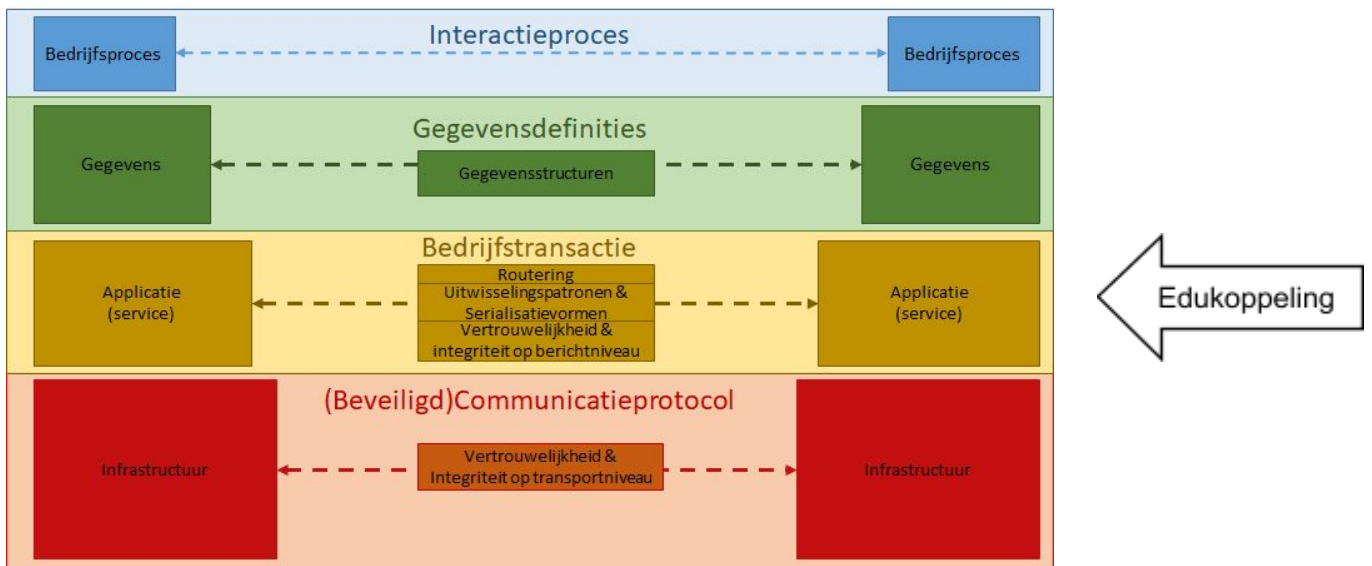 Interactieproces
Bedrijfsproces
Bedrijfsproces
Gegevensdefinities
Gegevens
Gegevensstructuren
Gegevens
Bedrijfstransactie
Applicatie
(service)
Routering
Uitwisselingspatronen &
Serialisatievormen
Vertrouwelijkheid &
integriteit op berichtniveau
Applicatie
(service)
Edukoppeling
(Beveiligd)Communicatieprotocol
Infrastructuur
Vertrouwelijkheid &
Integriteit op transportniveau
Infrastructuur